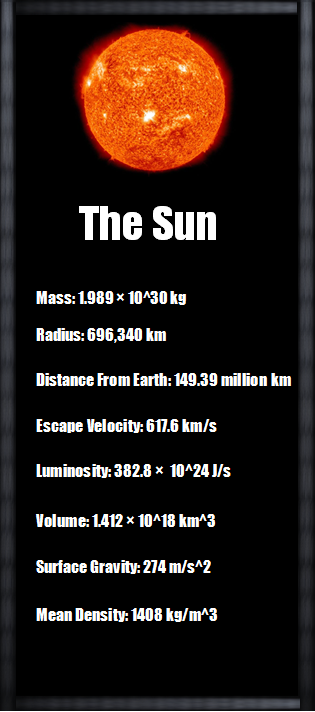 The Sun
Mass: 1.989 × 10^30 kg
Radius: 696,340 km
Distance From Earth: 149.39 million km
Escape Velocity: 617.6 km/s
Luminosity: 382.8 × 10^24 J/s
Volume: 1.412 × 10^18 km^3
Surface Gravity: 274 m/s^2
Mean Density: 1408 kg/m^3